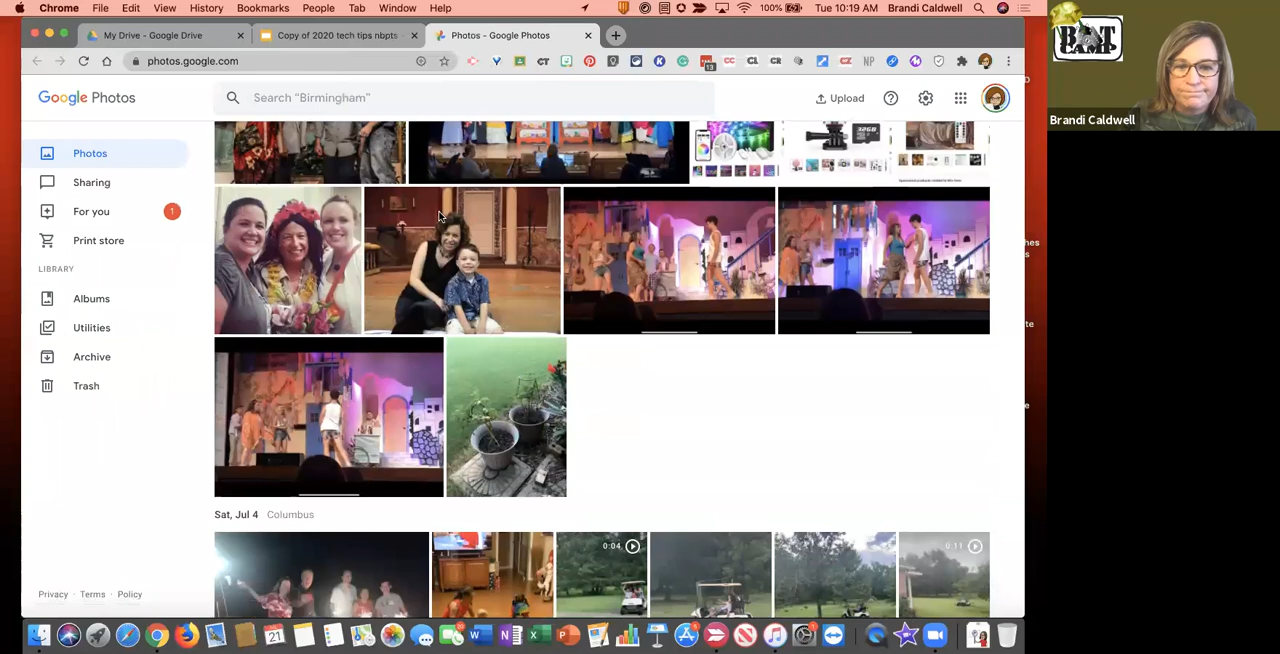 Chrome File Edit View History Bookmarks People Tab Window Help 100% Tue 10:19 AM Brandi Caldwell
My Drive - Google Drive
Copy of 2020 tech tips nbpts
Photos - Google Photos
photos.google.com
13
Google Photos
Search “Birmingham”
Upload
Photos
Sharing
For you 1
Print store
LIBRARY
Albums
Utilities
Archive
Trash
Sat, Jul 4 Columbus
0:04
0:11
Privacy · Terms · Policy
BOOT
CAMP
Brandi Caldwell